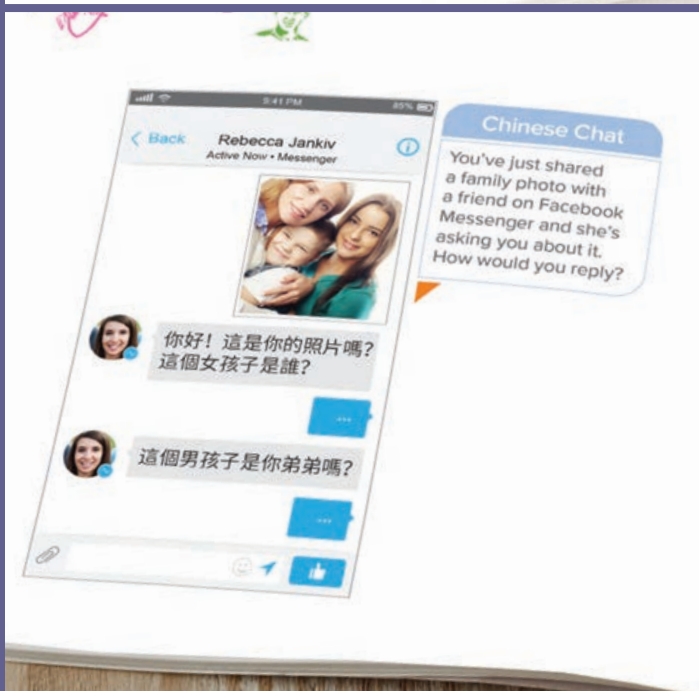 9:41 PM
85%
Back
Rebecca Jankiv
Active Now • Messenger
Chinese Chat
You've just shared
a family photo with
a friend on Facebook
Messenger and she's
asking you about it.
How would you reply?
你好！這是你的照片嗎？
這個女孩子是誰？
...
這個男孩子是你弟弟嗎？
...